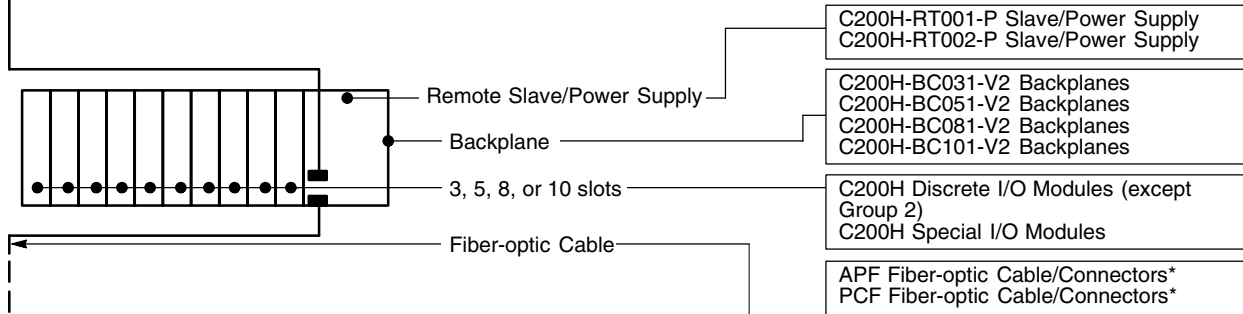 C200H-RT001-P Slave/Power Supply
C200H-RT002-P Slave/Power Supply
Remote Slave/Power Supply
C200H-BC031-V2 Backplanes
C200H-BC051-V2 Backplanes
C200H-BC081-V2 Backplanes
C200H-BC101-V2 Backplanes
Backplane
3, 5, 8, or 10 slots
C200H Discrete I/O Modules (except
Group 2)
C200H Special I/O Modules
Fiber-optic Cable
APF Fiber-optic Cable/Connectors*
PCF Fiber-optic Cable/Connectors*